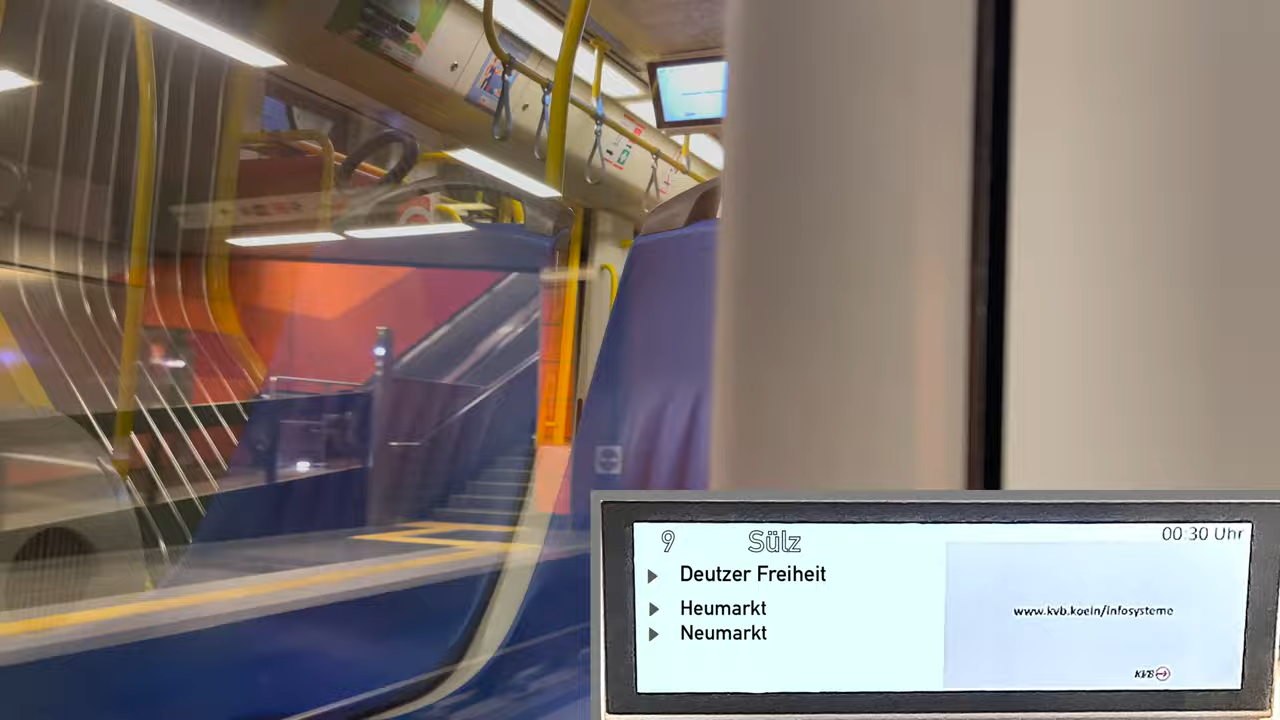 9 Sülz
00:30 Uhr
Deutzer Freiheit
Heumarkt
Neumarkt
www.kvb.koeln/infosysteme
KVB